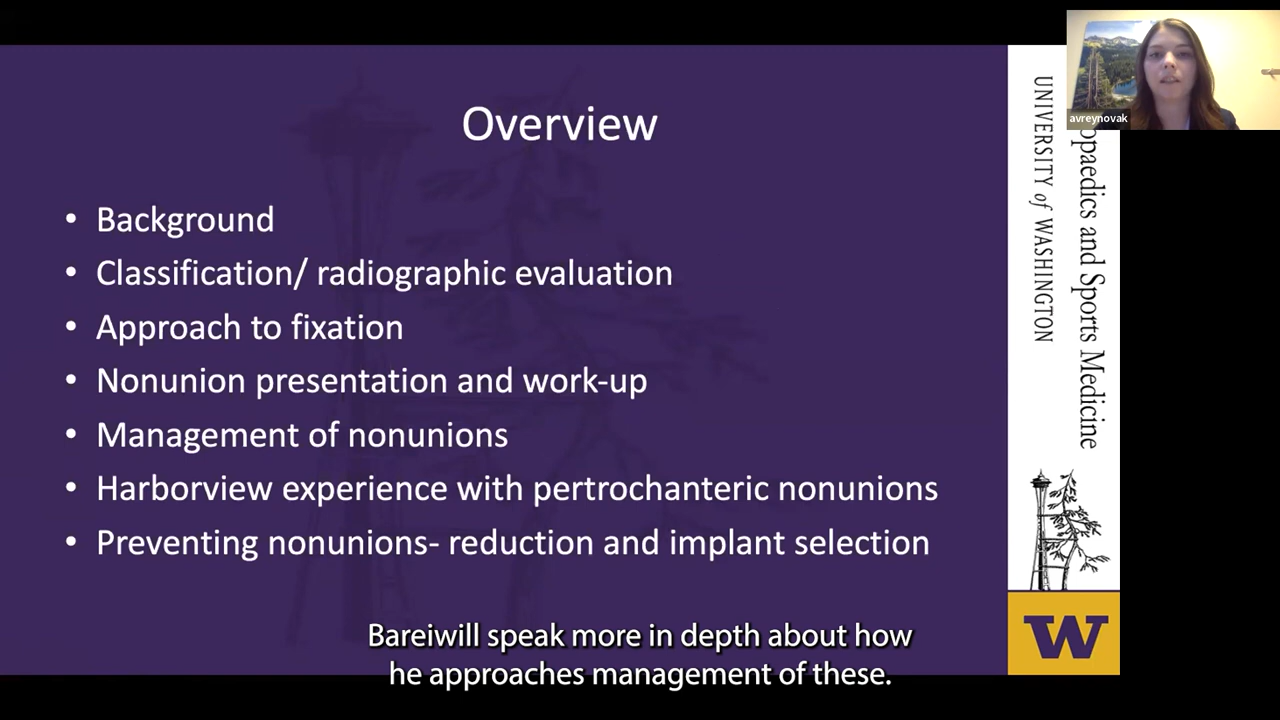 Overview
• Background
• Classification/ radiographic evaluation
• Approach to fixation
• Nonunion presentation and work-up
• Management of nonunions
• Harborview experience with pertrochanteric nonunions
• Preventing nonunions- reduction and implant selection
Bareiwill speak more in depth about how
he approaches management of these.
avreynovak
and Sports Medicine
UNIVERSITY of WASHINGTON
W